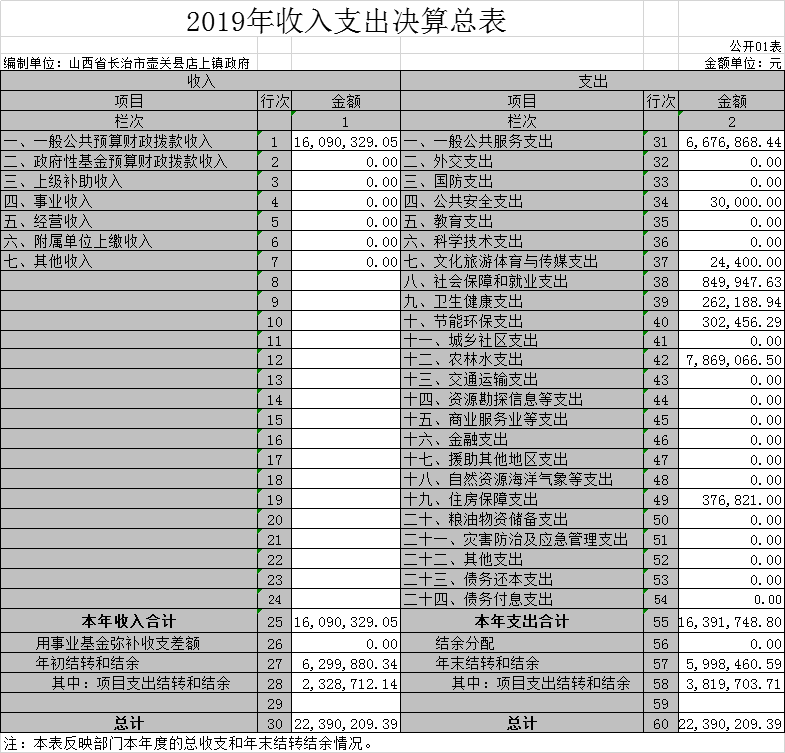 2019年收入支出决算总表
公开01表
编制单位：山西省长治市壶关县店上镇政府 金额单位：元
收入 支出
项目 行次 金额 项目 行次 金额
栏次 1 栏次 2
一、一般公共预算财政拨款收入 1 16,090,329.05 一、一般公共服务支出 31 6,676,868.44
二、政府性基金预算财政拨款收入 2 0.00 二、外交支出 32 0.00
三、上级补助收入 3 0.00 三、国防支出 33 0.00
四、事业收入 4 0.00 四、公共安全支出 34 30,000.00
五、经营收入 5 0.00 五、教育支出 35 0.00
六、附属单位上缴收入 6 0.00 六、科学技术支出 36 0.00
七、其他收入 7 0.00 七、文化旅游体育与传媒支出 37 24,400.00
8 八、社会保障和就业支出 38 849,947.63
9 九、卫生健康支出 39 262,188.94
10 十、节能环保支出 40 302,456.29
11 十一、城乡社区支出 41 0.00
12 十二、农林水支出 42 7,869,066.50
13 十三、交通运输支出 43 0.00
14 十四、资源勘探信息等支出 44 0.00
15 十五、商业服务业等支出 45 0.00
16 十六、金融支出 46 0.00
17 十七、援助其他地区支出 47 0.00
18 十八、自然资源海洋气象等支出 48 0.00
19 十九、住房保障支出 49 376,821.00
20 二十、粮油物资储备支出 50 0.00
21 二十一、灾害防治及应急管理支出 51 0.00
22 二十二、其他支出 52 0.00
23 二十三、债务还本支出 53 0.00
24 二十四、债务付息支出 54 0.00
本年收入合计 25 16,090,329.05 本年支出合计 55 16,391,748.80
用事业基金弥补收支差额 26 0.00 结余分配 56 0.00
年初结转和结余 27 6,299,880.34 年末结转和结余 57 5,998,460.59
其中：项目支出结转和结余 28 2,328,712.14 其中：项目支出结转和结余 58 3,819,703.71
29 59
总计 30 22,390,209.39 总计 60 22,390,209.39
注：本表反映部门本年度的总收支和年末结转结余情况。